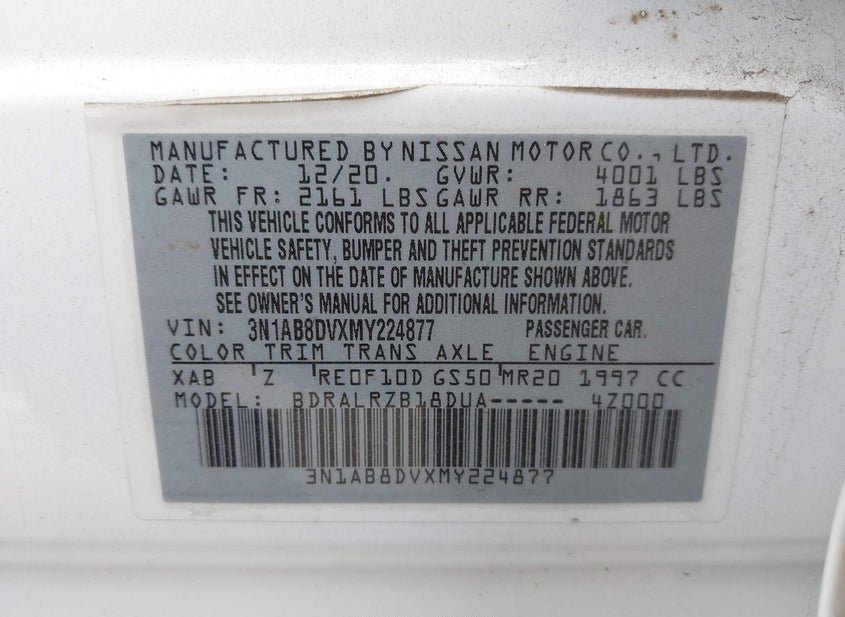 MANUFACTURED BY NISSAN MOTOR CO., LTD.
DATE: 12/20. GVWR: 4001 LBS
GAWR FR: 2161 LBS GAWR RR: 1863 LBS
THIS VEHICLE CONFORMS TO ALL APPLICABLE FEDERAL MOTOR
VEHICLE SAFETY, BUMPER AND THEFT PREVENTION STANDARDS
IN EFFECT ON THE DATE OF MANUFACTURE SHOWN ABOVE.
SEE OWNER'S MANUAL FOR ADDITIONAL INFORMATION.
VIN: 3N1AB8DVXMY224877 PASSENGER CAR.
COLOR TRIM TRANS AXLE ENGINE
XAB Z RE0F10D GS50 MR20 1997 CC
MODEL: BDRALRZB18DUA----- 4Z000
3N1AB8DVXMY224877